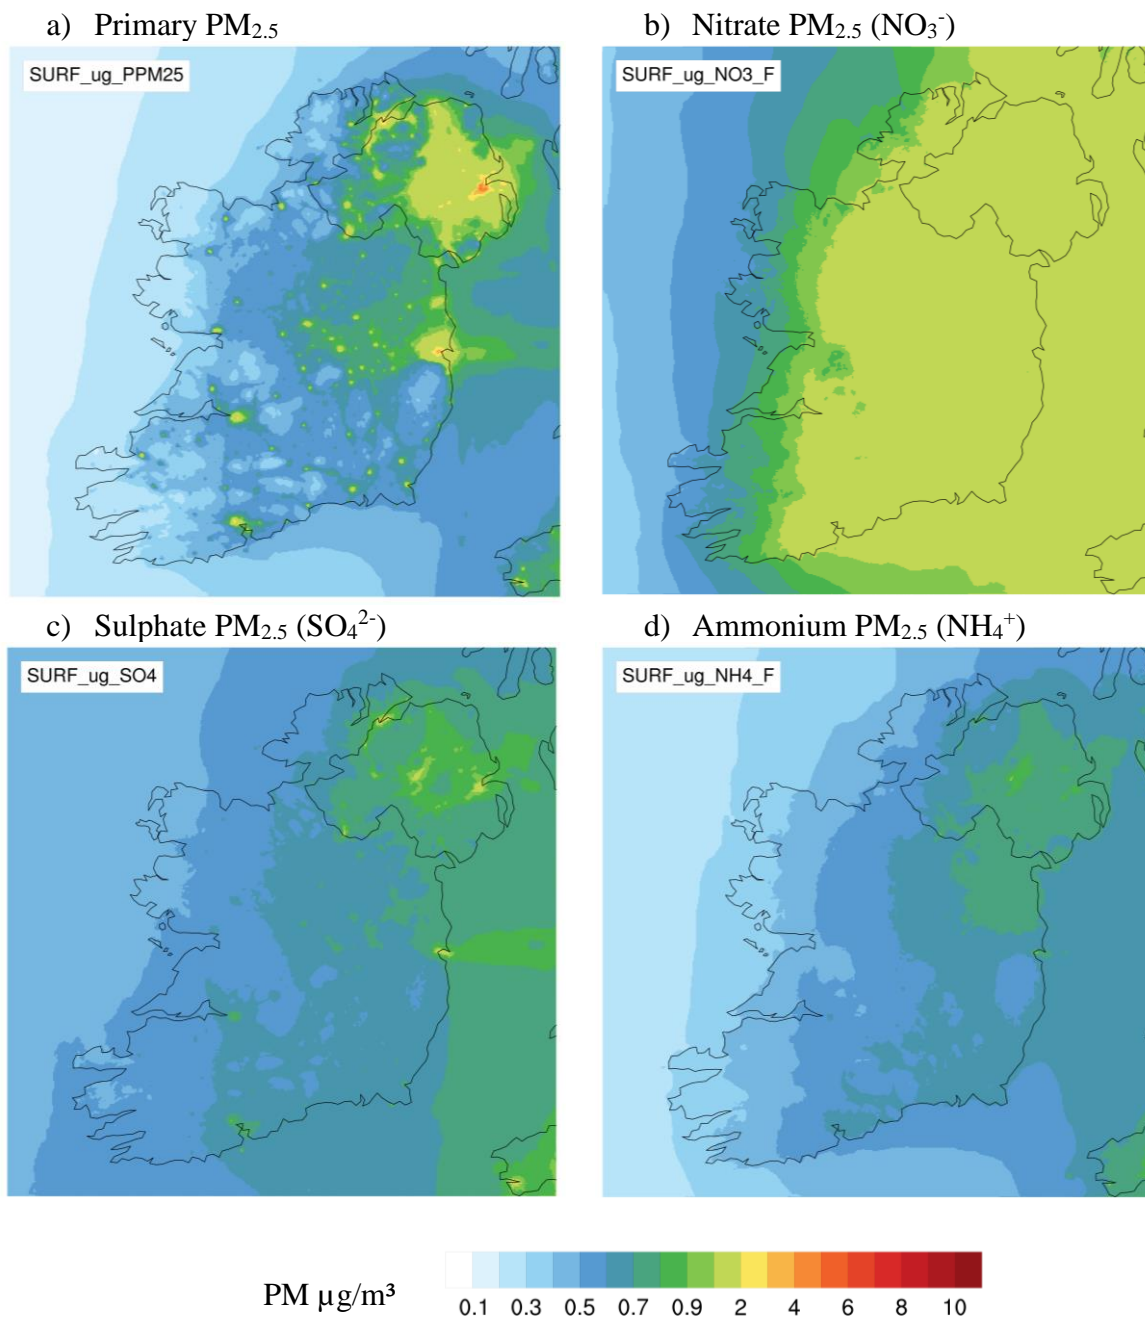 a) Primary PM₂.₅
b) Nitrate PM₂.₅ (NO₃⁻)
SURF_ug_PPM25
SURF_ug_NO3_F
c) Sulphate PM₂.₅ (SO₄²⁻)
d) Ammonium PM₂.₅ (NH₄⁺)
SURF_ug_SO4
SURF_ug_NH4_F
PM µg/m³
0.1 0.3 0.5 0.7 0.9 2 4 6 8 10